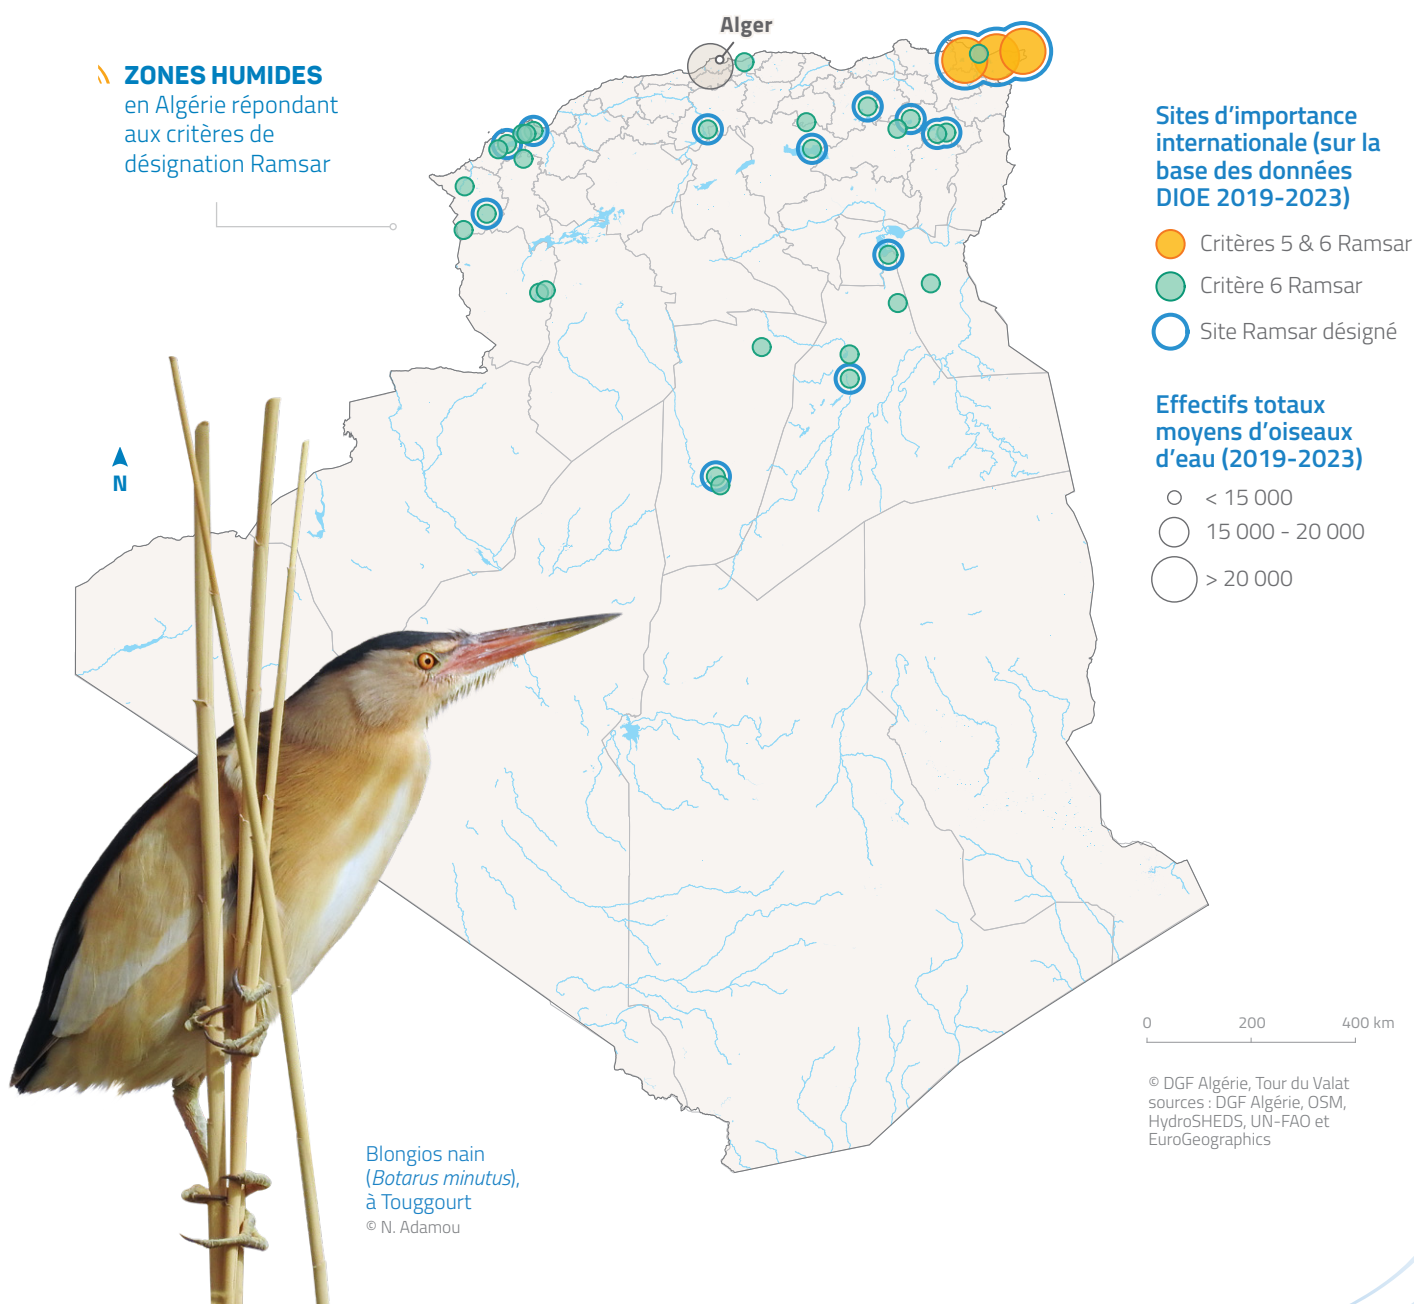 Alger
ZONES HUMIDES
en Algérie répondant
aux critères de
désignation Ramsar
Sites d'importance
internationale (sur la
base des données
DIOE 2019-2023)
Critères 5 & 6 Ramsar
Critère 6 Ramsar
Site Ramsar désigné
Effectifs totaux
moyens d'oiseaux
d'eau (2019-2023)
< 15 000
15 000 - 20 000
> 20 000
N
0 200 400 km
© DGF Algérie, Tour du Valat
sources : DGF Algérie, OSM,
HydroSHEDS, UN-FAO et
EuroGeographics
Blongios nain
(Botarus minutus),
à Touggourt
© N. Adamou